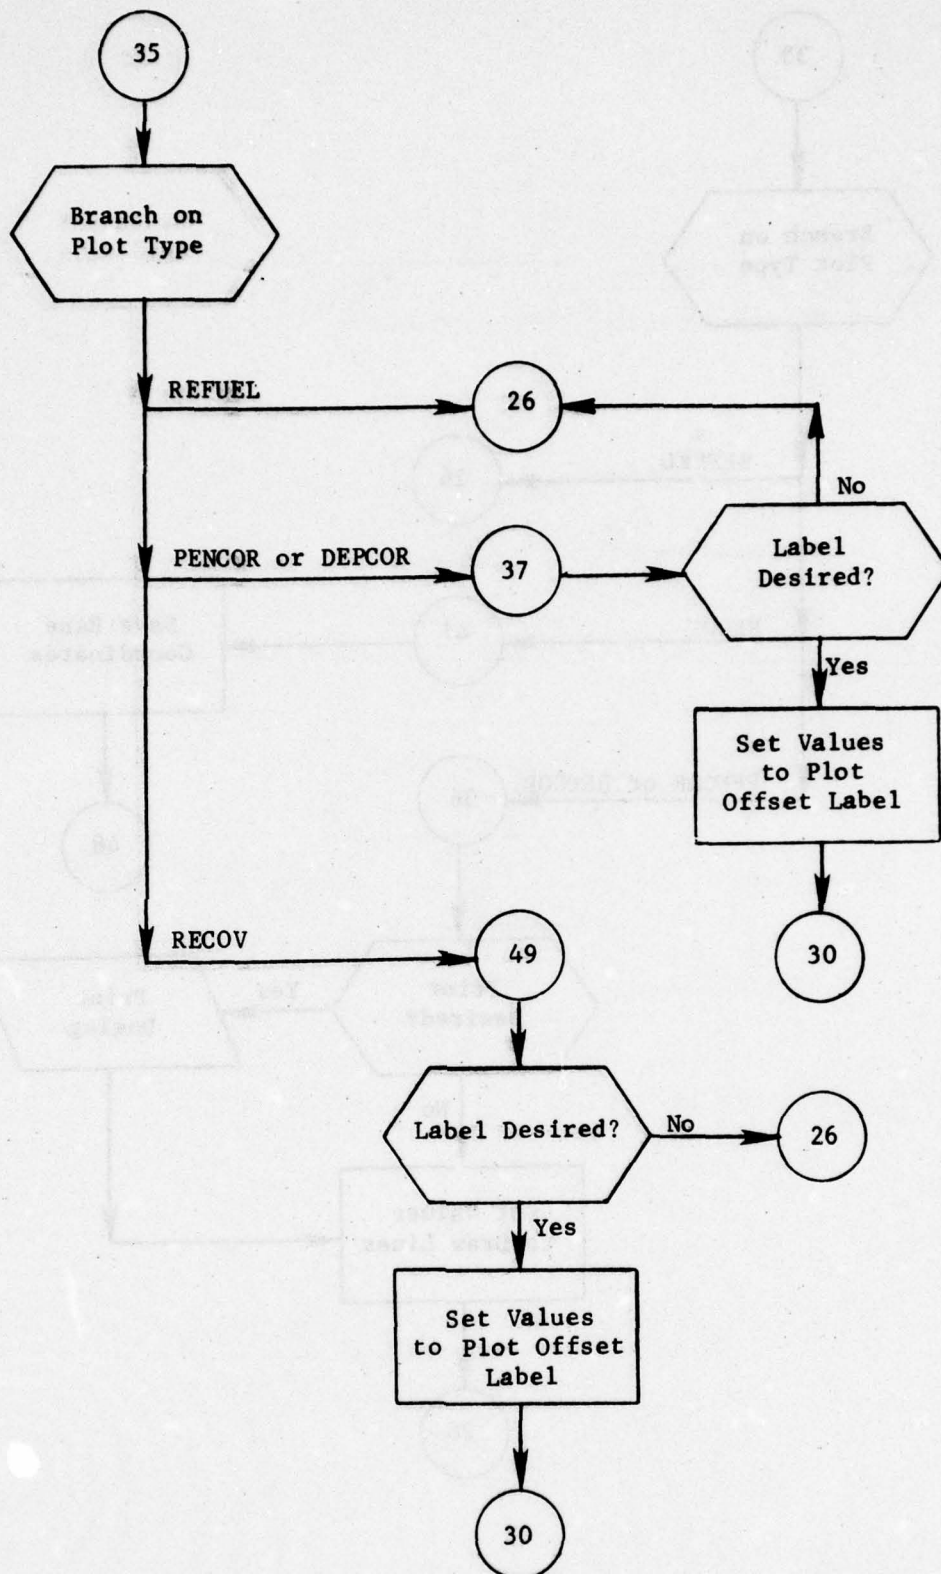 35
Branch on
Plot Type
REFUEL
26
No
PENCOR or DEPCOR
37
Label
Desired?
Yes
Set Values
to Plot
Offset Label
30
RECOV
49
Label Desired?
No
26
Yes
Set Values
to Plot Offset
Label
30